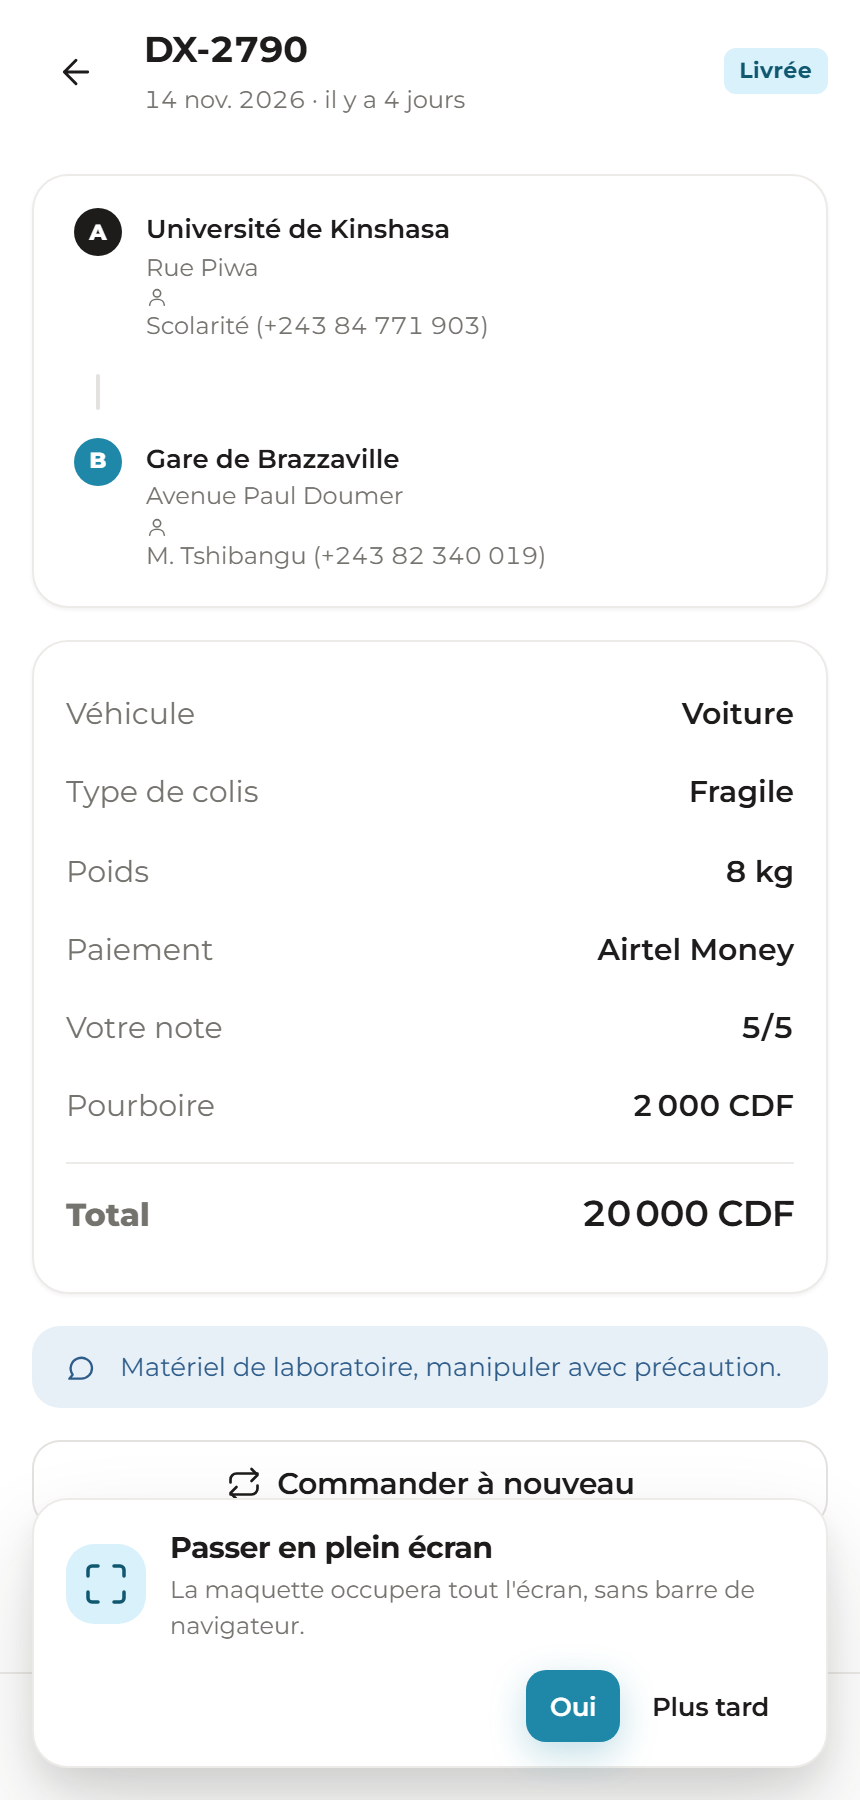 DX-2790
14 nov. 2026 · il y a 4 jours
Livrée
A
Université de Kinshasa
Rue Piwa
Scolarité (+243 84 771 903)
B
Gare de Brazzaville
Avenue Paul Doumer
M. Tshibangu (+243 82 340 019)
Véhicule Voiture
Type de colis Fragile
Poids 8 kg
Paiement Airtel Money
Votre note 5/5
Pourboire 2 000 CDF
Total 20 000 CDF
Matériel de laboratoire, manipuler avec précaution.
Commander à nouveau
Passer en plein écran
La maquette occupera tout l'écran, sans barre de
navigateur.
Oui Plus tard